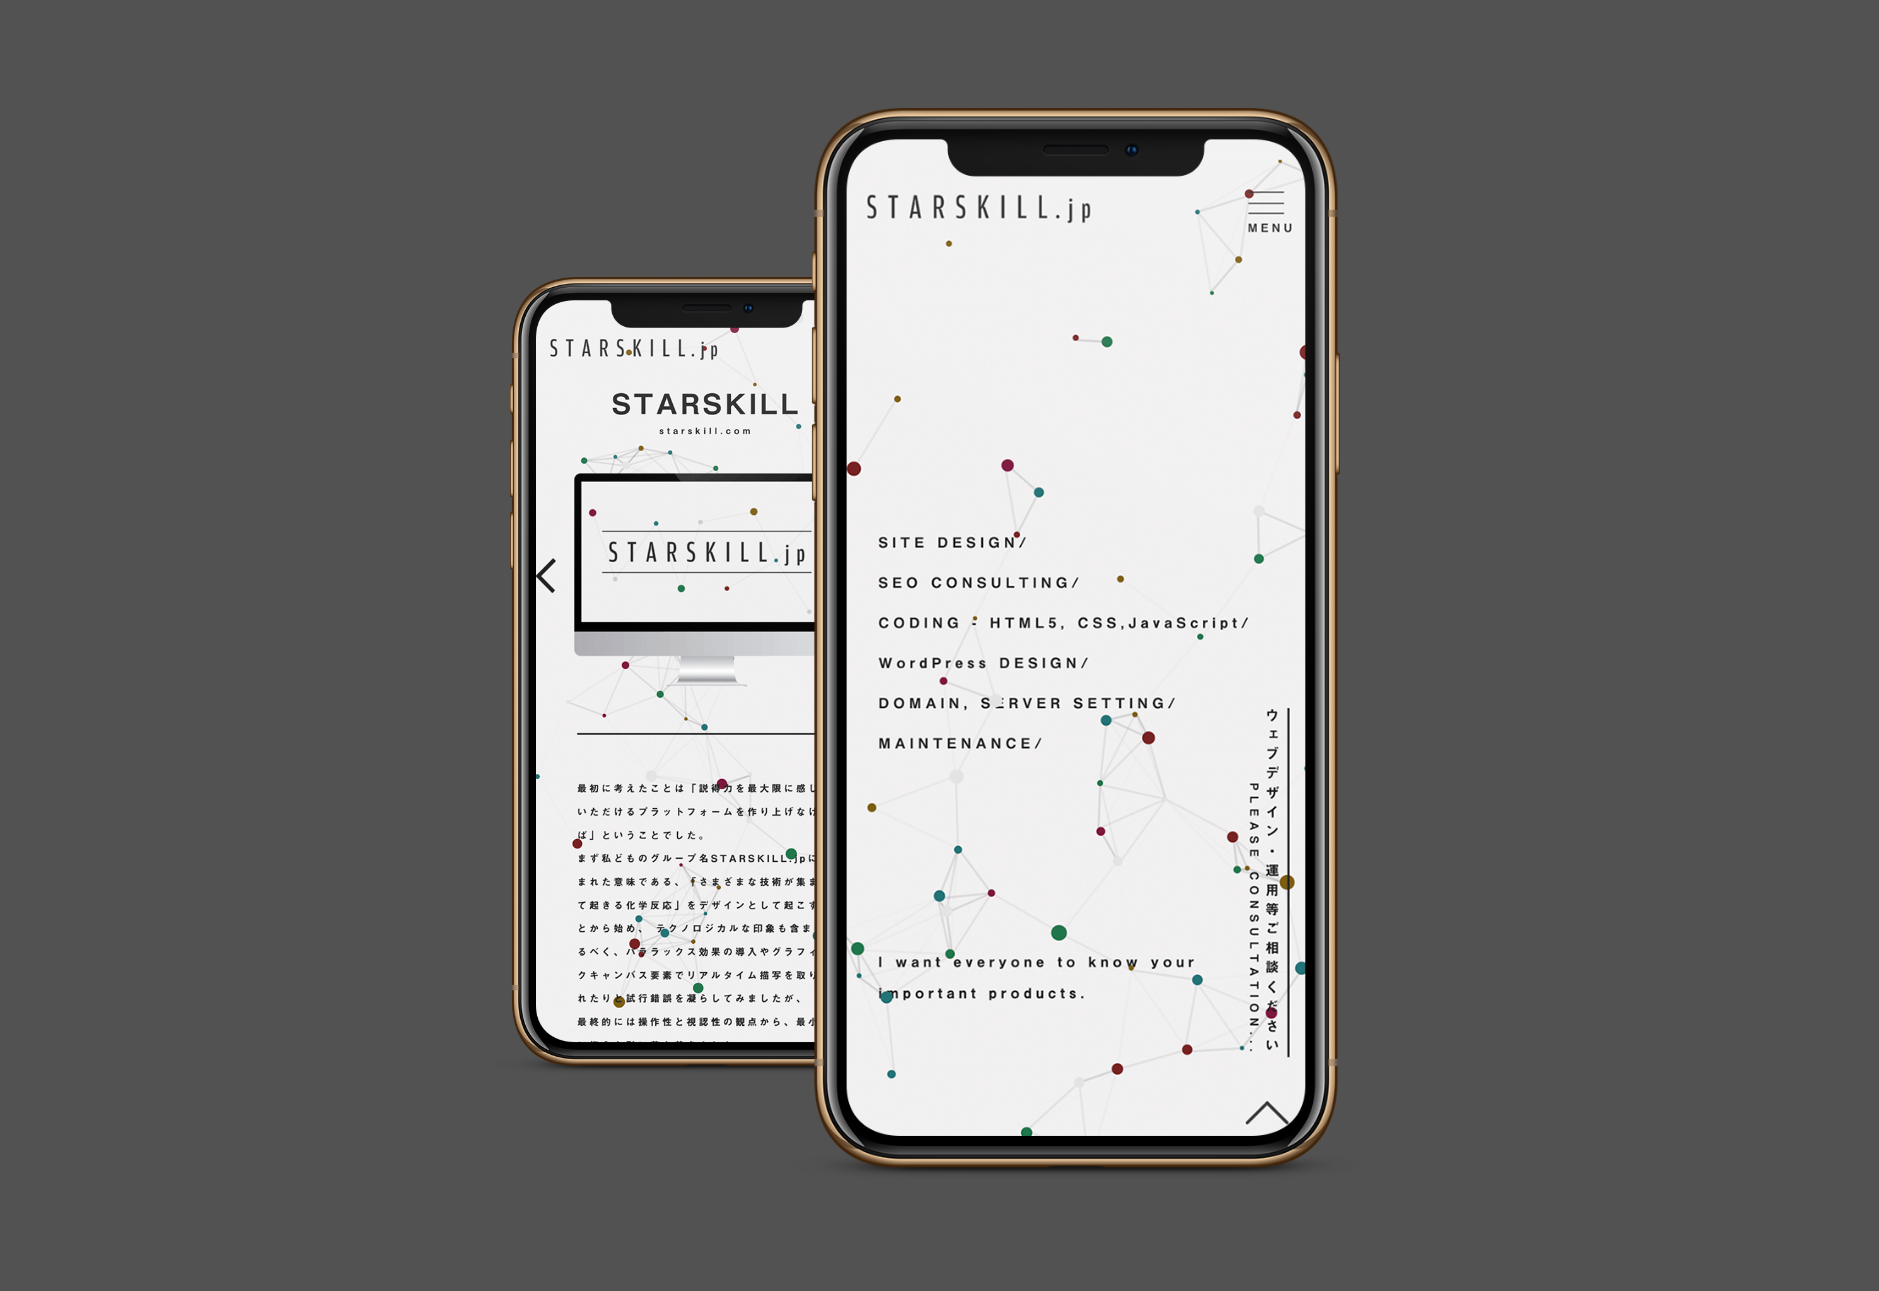 STARSKILL.jp
STARSKILL
starskill.com
STARSKILL.jp
最初に考えたことは「説得力を最大限に感じ
いただけるプラットフォームを作り上げなけ
ば」ということでした。
まず私どものグループ名STARSKILL.jpに
まれた意味である、「さまざまな技術が集ま
て起きる化学反応」をデザインとして起こす
とから始め、 テクノロジカルな印象も含ま
るべく、パララックス効果の導入やグラフィ
クキャンバス要素でリアルタイム描写を取り
れたりと試行錯誤を凝らしてみましたが、
最終的には操作性と視認性の観点から、最小
STARSKILL.jp
MENU
SITE DESIGN/
SEO CONSULTING/
CODING - HTML5, CSS,JavaScript/
WordPress DESIGN/
DOMAIN, SERVER SETTING/
MAINTENANCE/
I want everyone to know your
important products.
ウェブデザイン・運用等ご相談ください
PLEASE CONSULTATION...